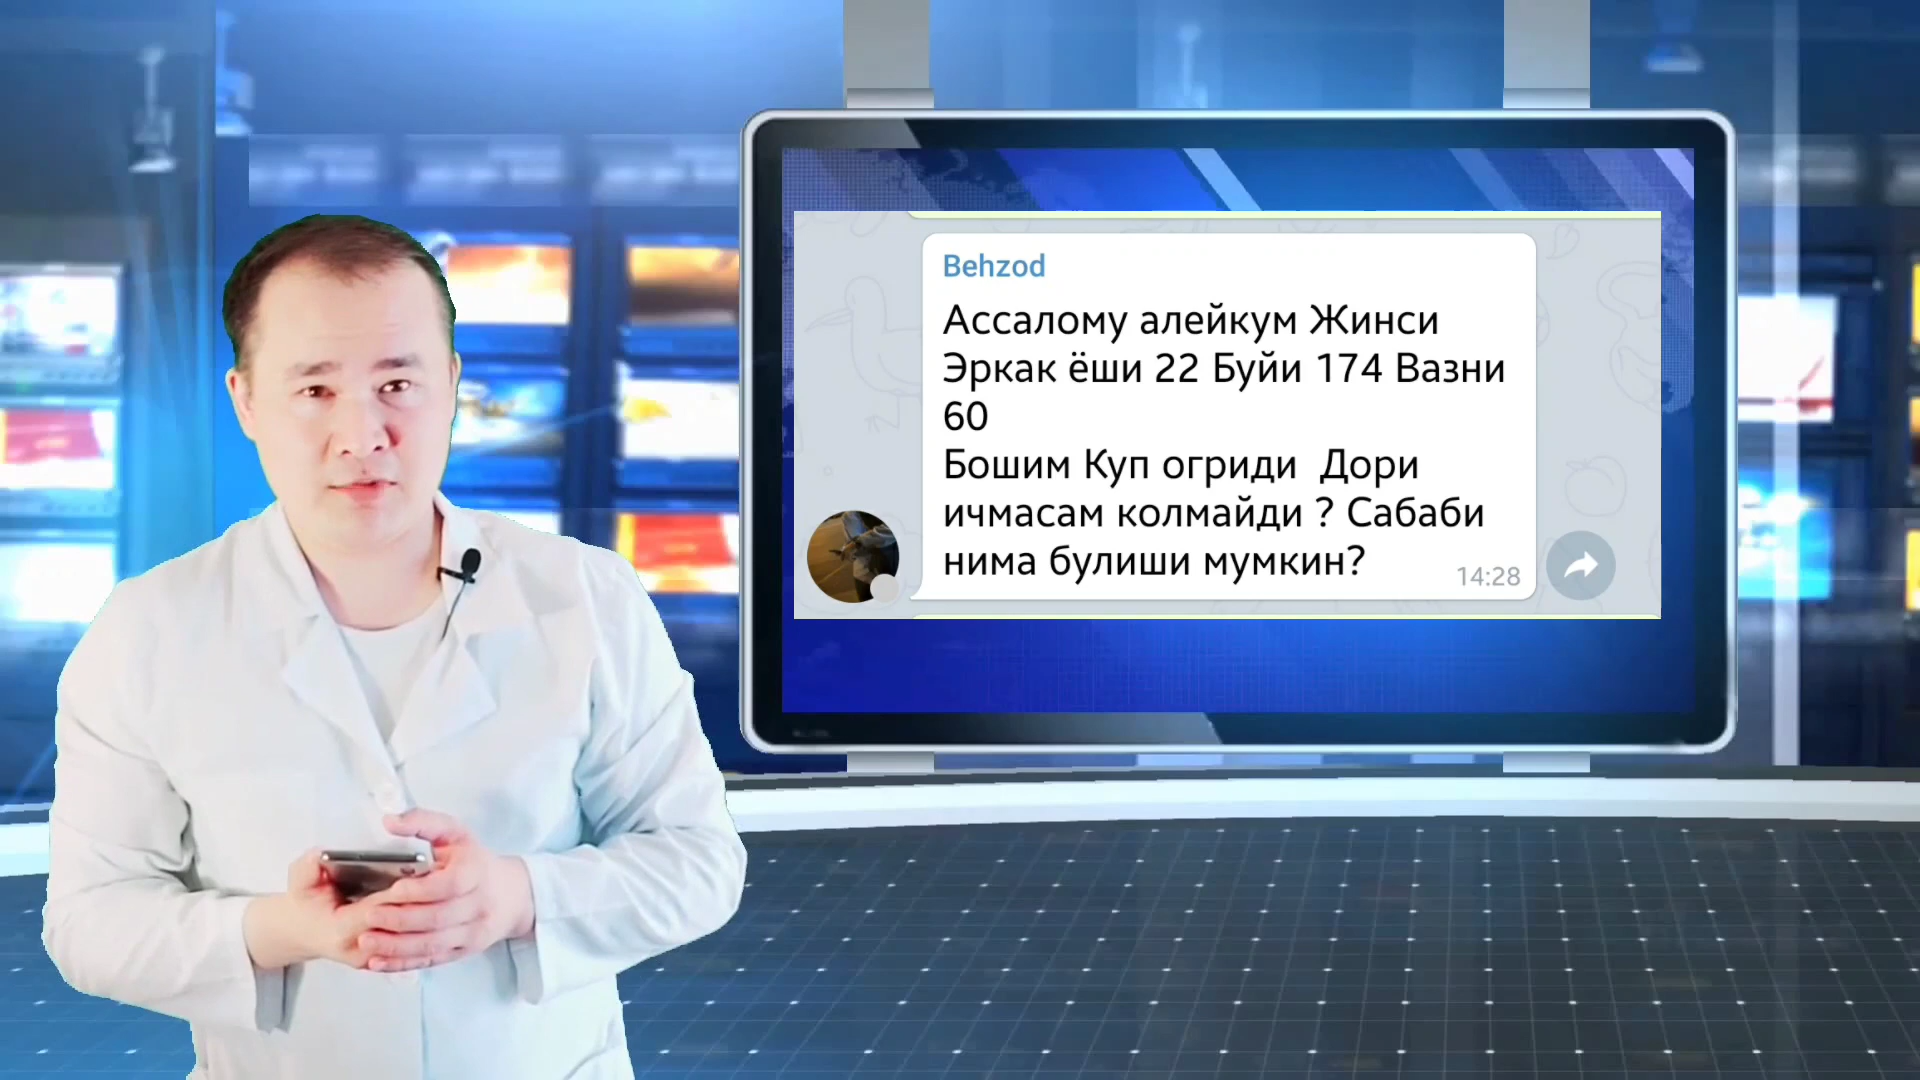 Behzod
Ассалому алейкум Жинси
Эркак ёши 22 Буйи 174 Вазни
60
Бошим Куп огриди Дори
ичмасам колмайди ? Сабаби
нима булиши мумкин?
14:28